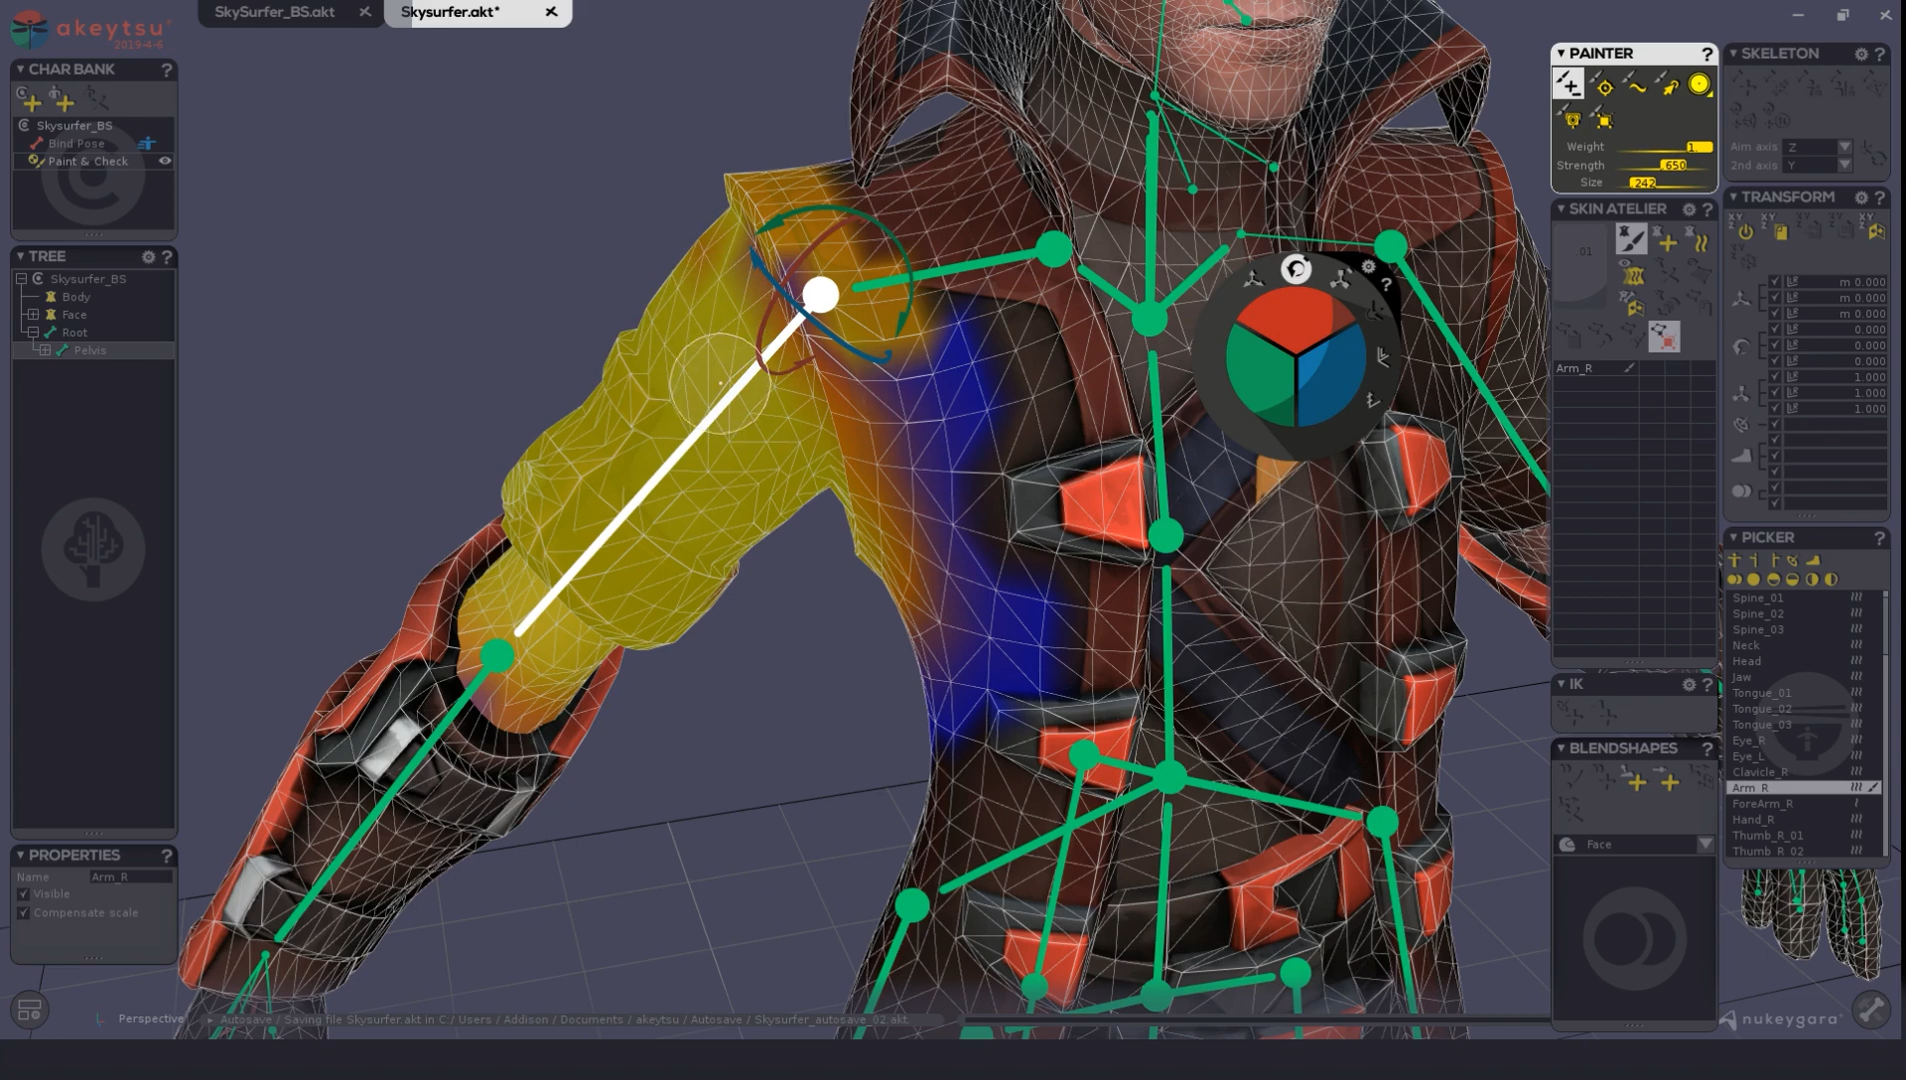 SkySurfer_BS.akt
Skysurfer.akt*
akeytsu
2019-4-6
CHAR BANK
Skysurfer_BS
Bind Pose
Paint & Check
TREE
Skysurfer_BS
Body
Face
Root
Pelvis
PROPERTIES
Name Arm_R
Visible
Compensate scale
Perspective
Autosave / Saving file Skysurfer.akt in C / Users / Addison / Documents / akeytsu / Autosave / Skysurfer_autosave_02.akt
PAINTER
Weight 1.
Strength 650
Size 242
SKIN ATELIER
.01
Arm_R
IK
BLENDSHAPES
Face
SKELETON
Aim axis Z
2nd axis Y
TRANSFORM
m 0.000
m 0.000
m 0.000
0.000
0.000
0.000
1.000
1.000
1.000
PICKER
Spine_01
Spine_02
Spine_03
Neck
Head
Jaw
Tongue_01
Tongue_02
Tongue_03
Eye_R
Eye_L
Clavicle_R
Arm_R
ForeArm_R
Hand_R
Thumb_R_01
Thumb_R_02
nukeygara